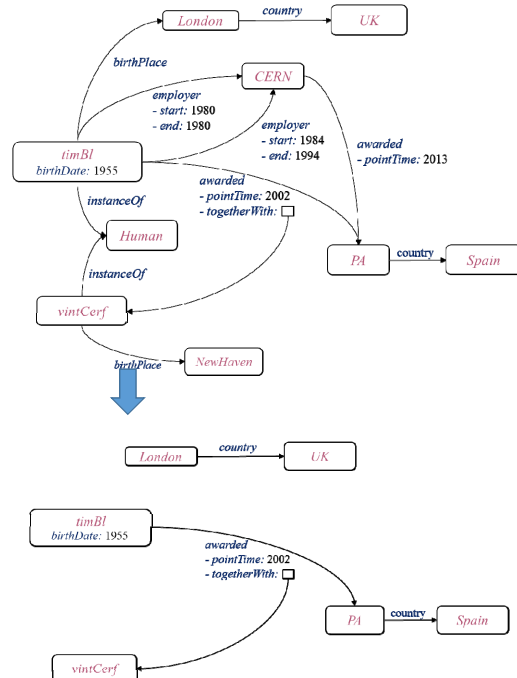 London
country
UK
birthPlace
CERN
employer
- start: 1980
- end: 1980
employer
- start: 1984
- end: 1994
awarded
- pointTime: 2013
timBl
birthDate: 1955
awarded
- pointTime: 2002
- togetherWith:
instanceOf
Human
PA
country
Spain
instanceOf
vintCerf
birthPlace
NewHaven
London
country
UK
timBl
birthDate: 1955
awarded
- pointTime: 2002
- togetherWith:
PA
country
Spain
vintCerf